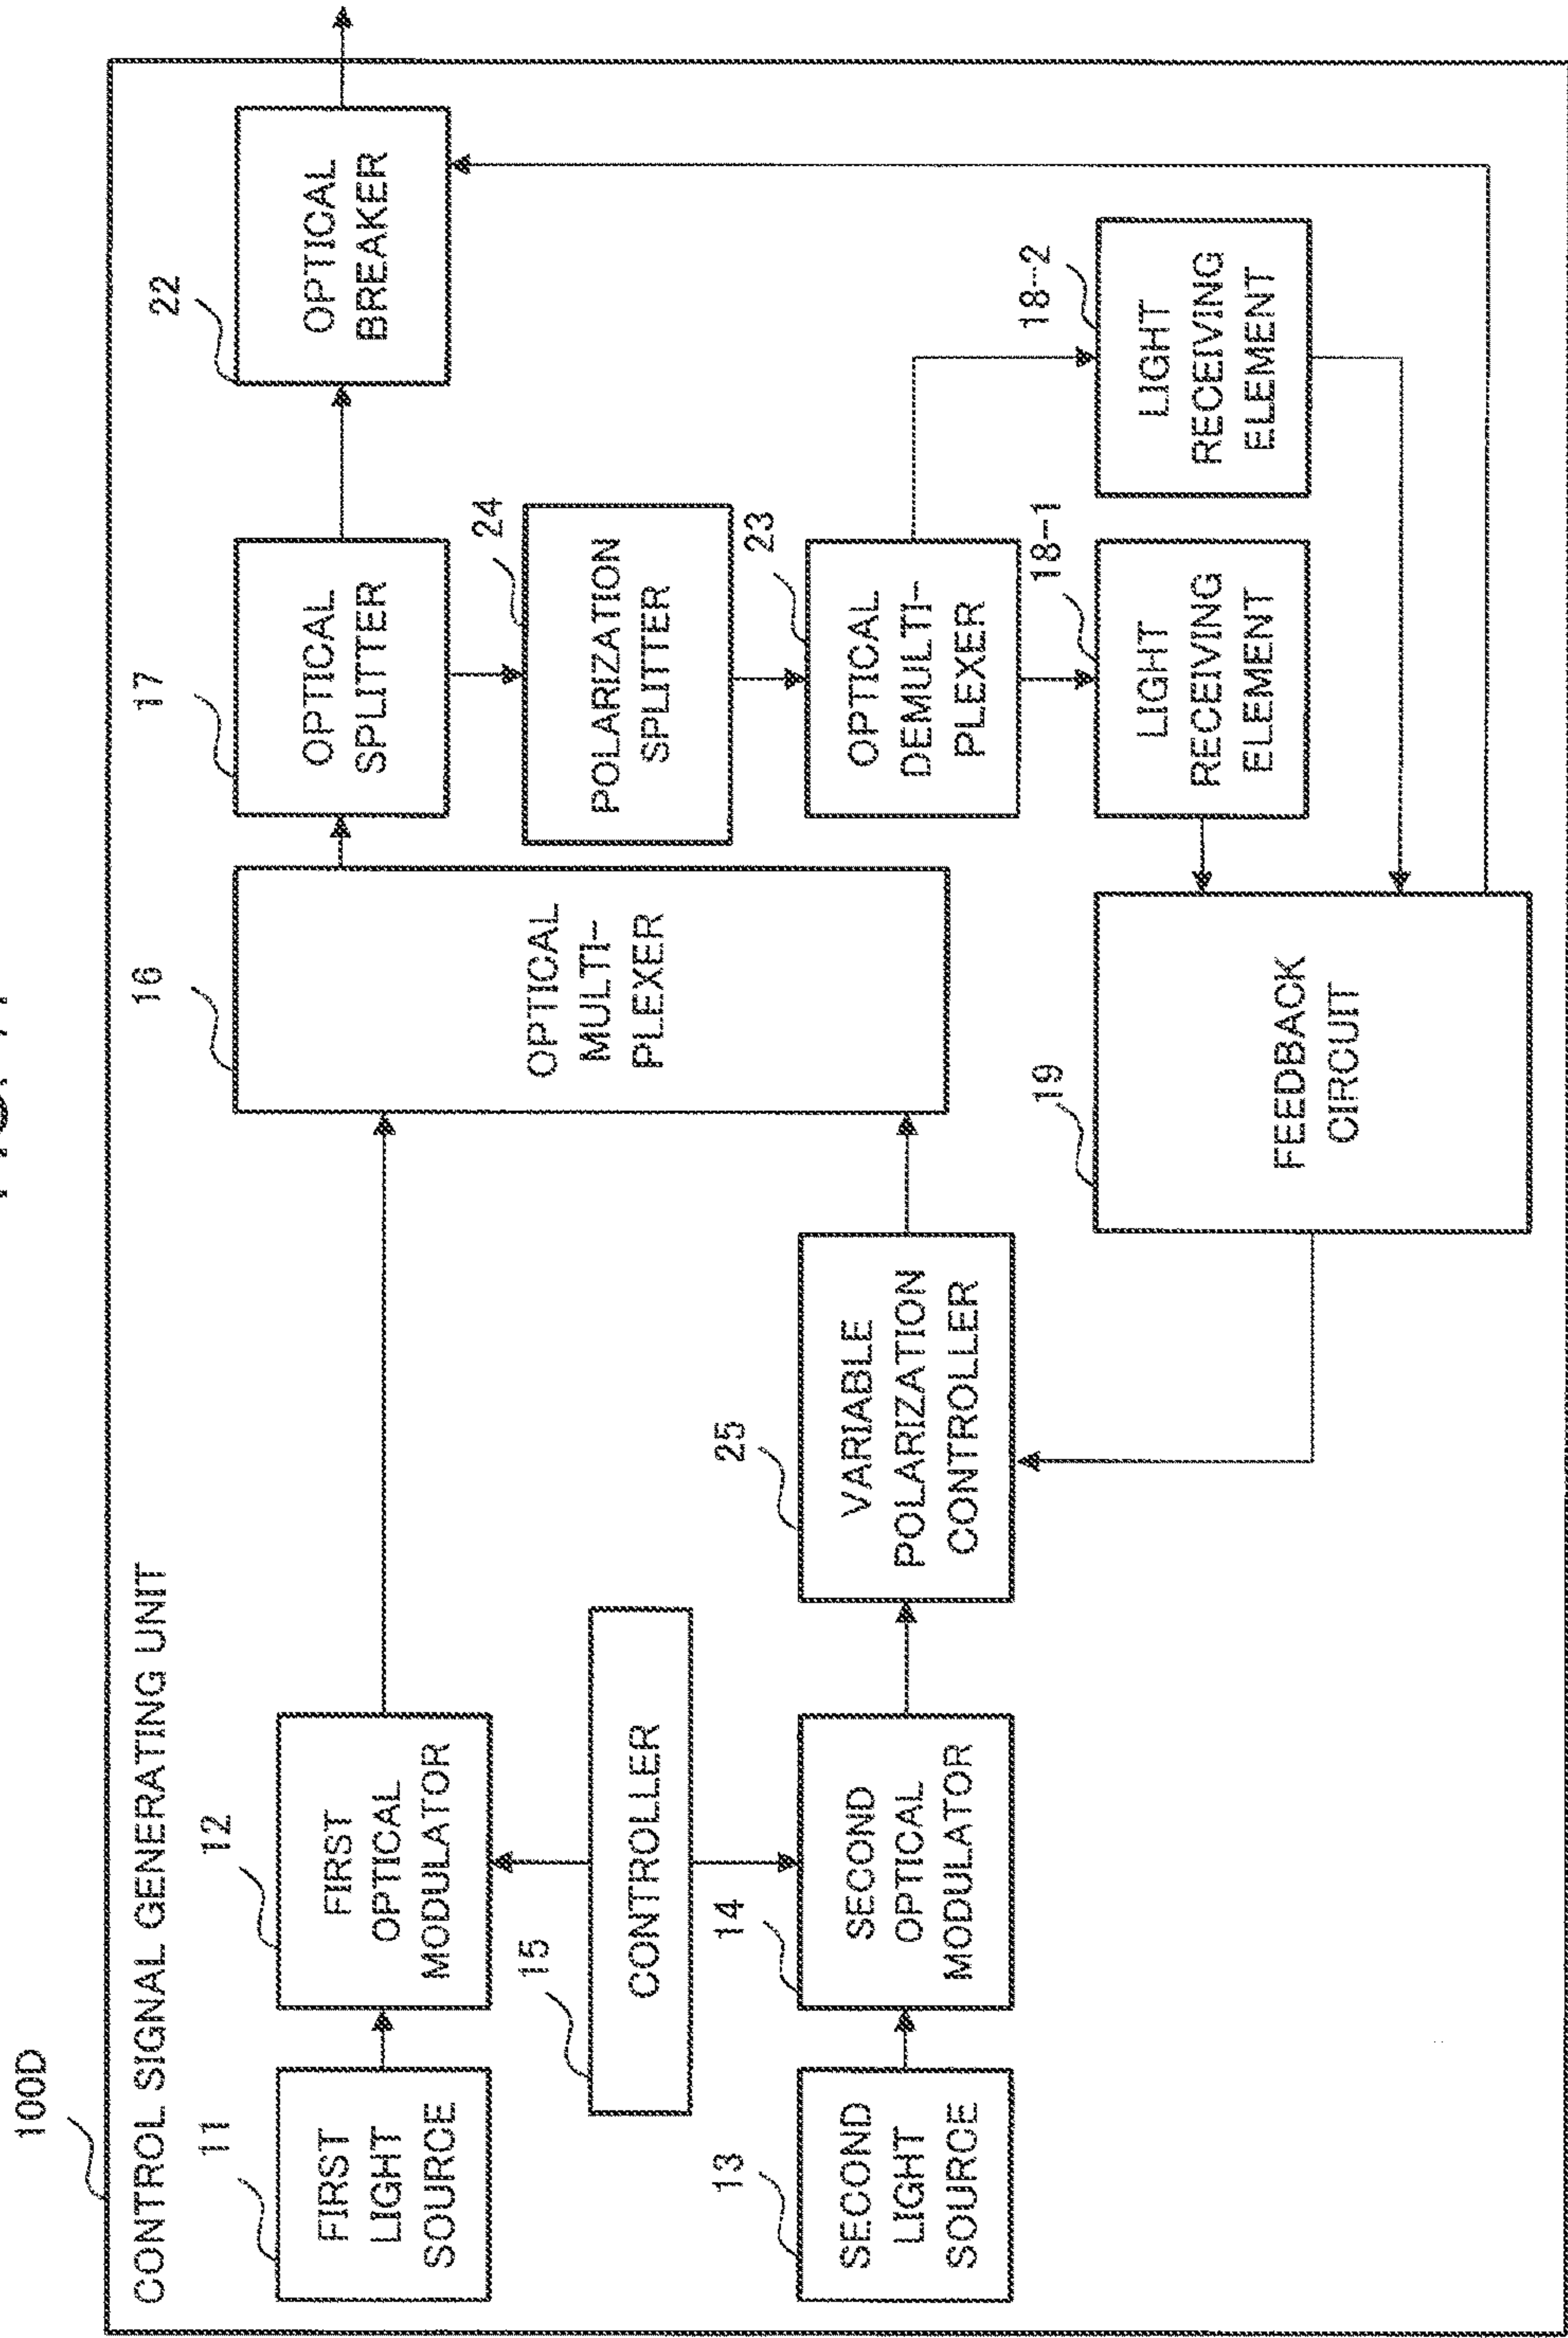 100D
CONTROL SIGNAL GENERATING UNIT
11
FIRST
LIGHT
SOURCE
12
FIRST
OPTICAL
MODULATOR
15
CONTROLLER
13
SECOND
LIGHT
SOURCE
14
SECOND
OPTICAL
MODULATOR
25
VARIABLE
POLARIZATION
CONTROLLER
16
OPTICAL
MULTI-
PLEXER
17
OPTICAL
SPLITTER
22
OPTICAL
BREAKER
24
POLARIZATION
SPLITTER
23
OPTICAL
DEMULTI-
PLEXER
18-1
LIGHT
RECEIVING
ELEMENT
18-2
LIGHT
RECEIVING
ELEMENT
19
FEEDBACK
CIRCUIT